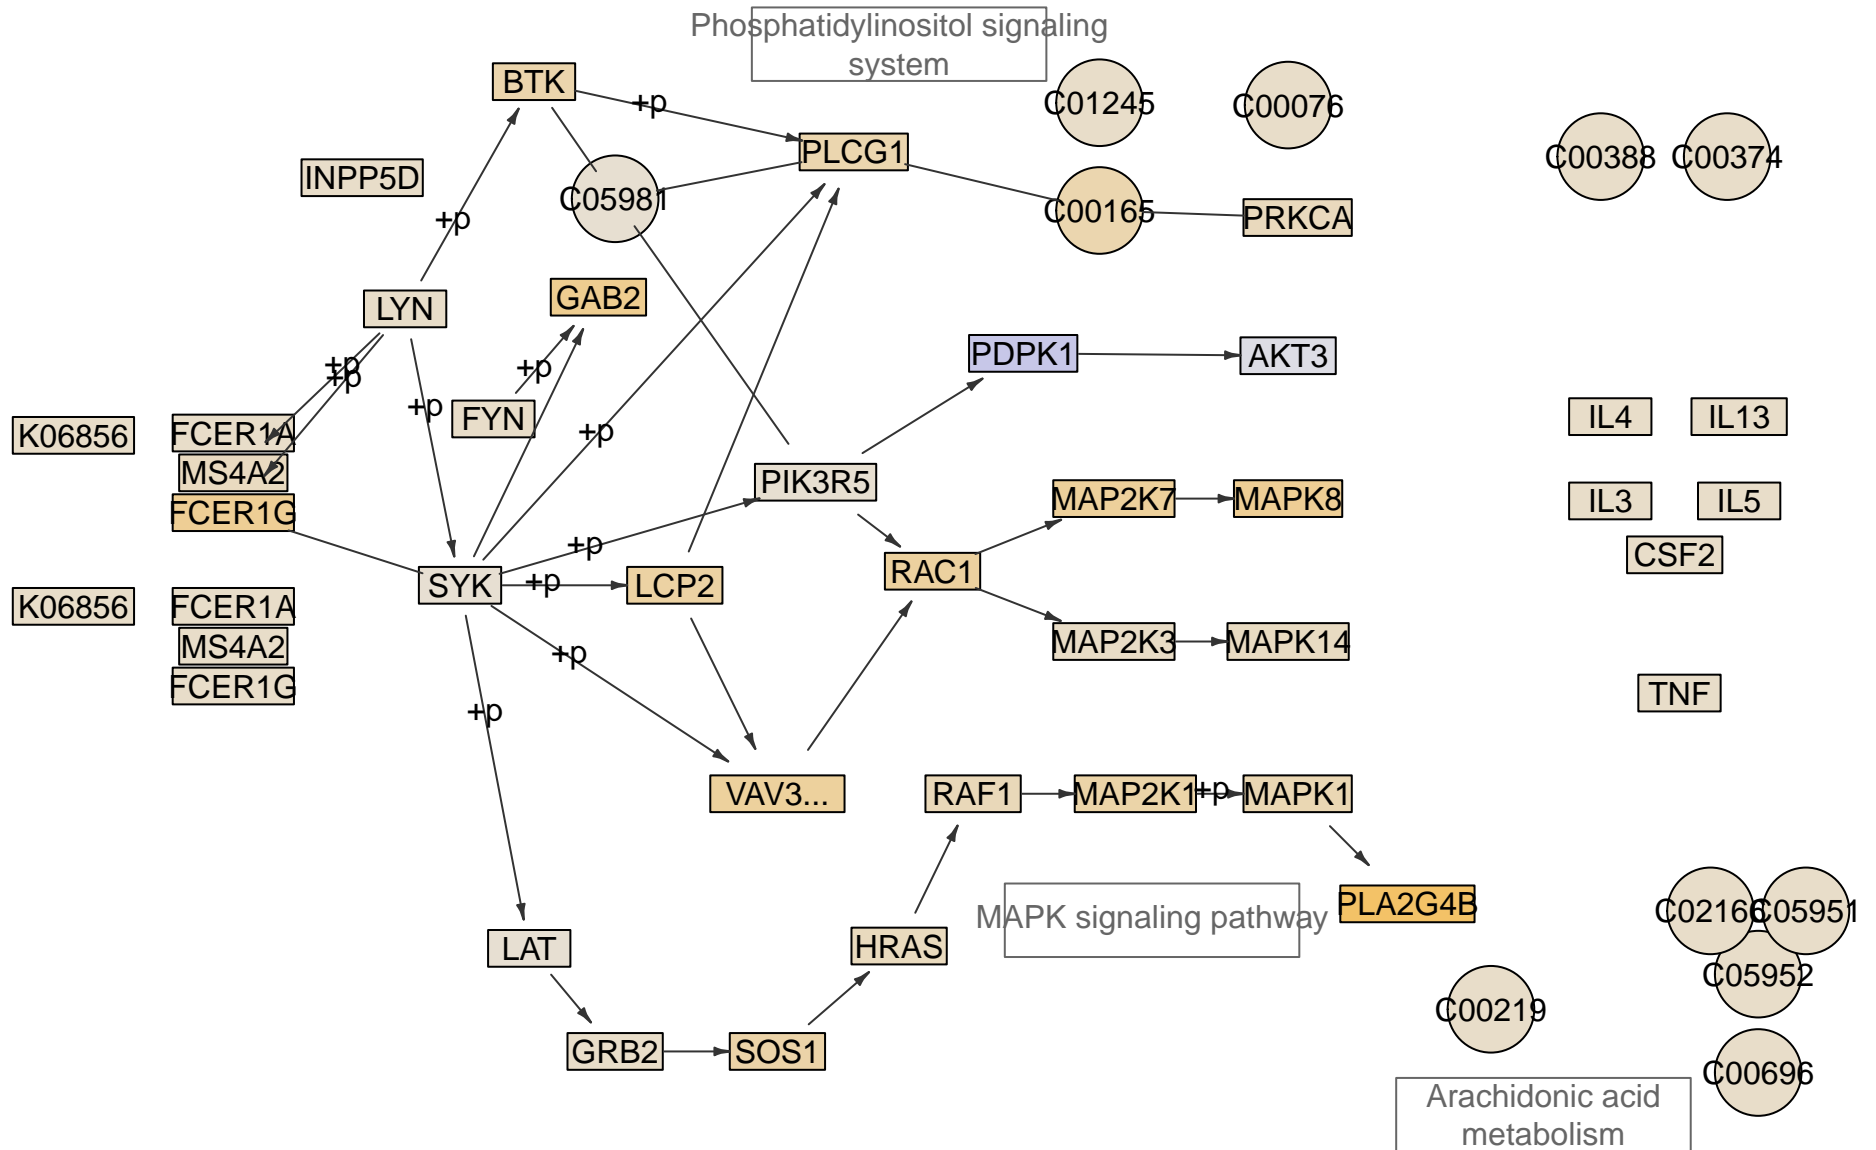 Phosphatidylinositol signaling
system
BTK
+p
C01245
C00076
PLCG1
C00388
C00374
INPP5D
C05981
C00165
PRKCA
+p
LYN
GAB2
PDPK1
AKT3
+p
+p
+p
+p
FYN
IL4
IL13
K06856
FCER1A
+p
MS4A2
PIK3R5
FCER1G
MAP2K7
MAPK8
IL3
IL5
+p
CSF2
SYK
+p
LCP2
RAC1
K06856
FCER1A
MS4A2
+p
MAP2K3
MAPK14
FCER1G
TNF
+p
VAV3...
RAF1
MAP2K1
+p
MAPK1
MAPK signaling pathway
PLA2G4B
C02166
C05951
LAT
HRAS
C05952
C00219
GRB2
SOS1
C00696
Arachidonic acid
metabolism